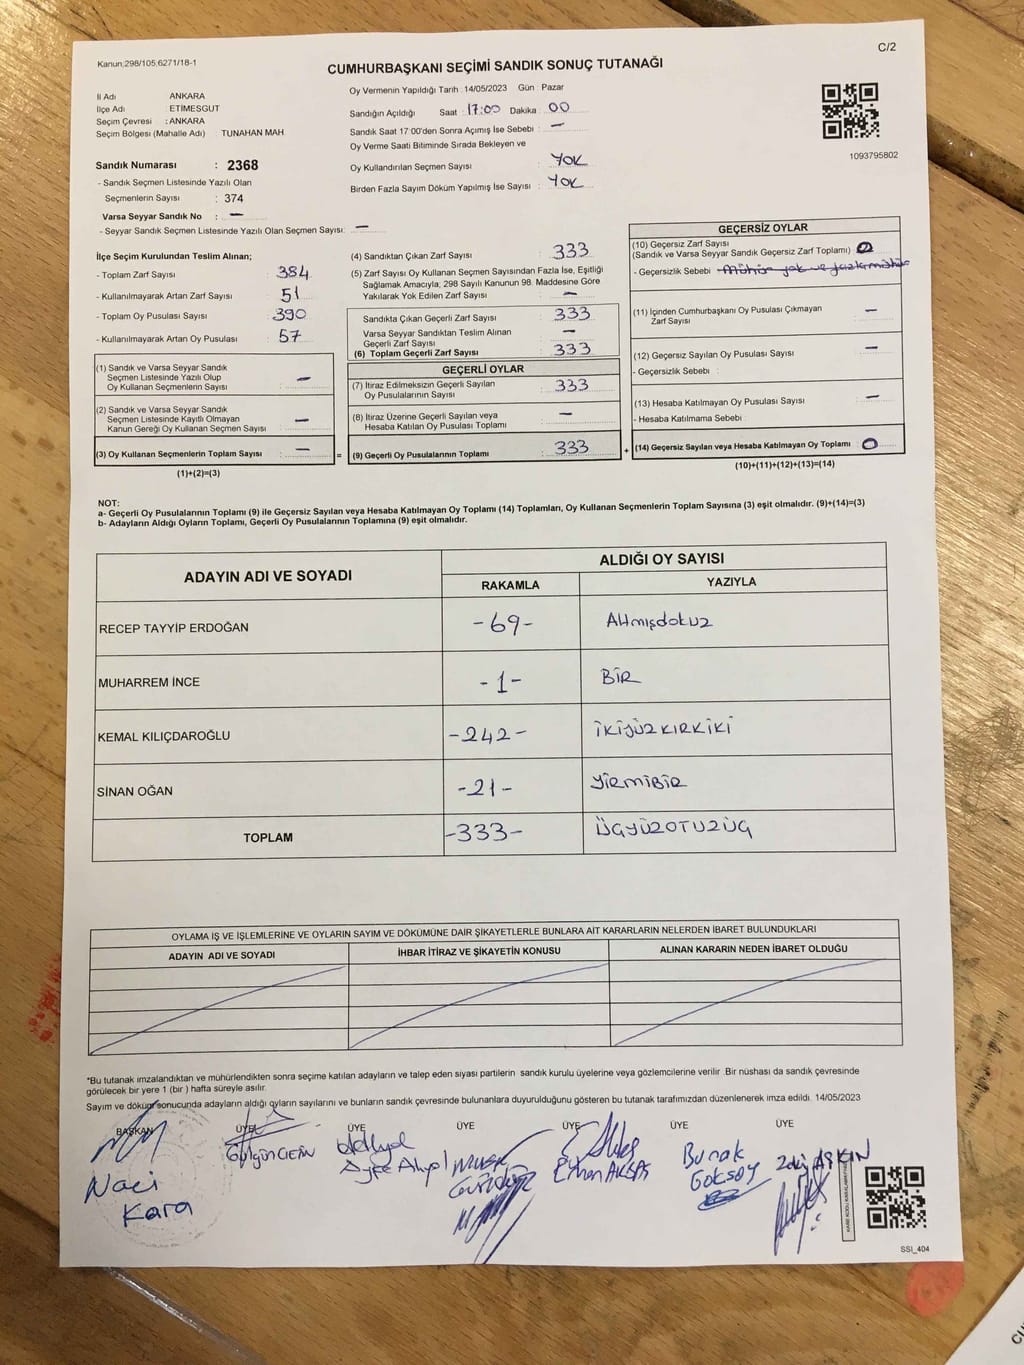 Kanun;298/105;6271/18-1
C/2
CUMHURBAŞKANI SEÇİMİ SANDIK SONUÇ TUTANAĞI
İl Adı ANKARA
İlçe Adı ETİMESGUT
Seçim Çevresi : ANKARA
Seçim Bölgesi (Mahalle Adı) : TUNAHAN MAH
Sandık Numarası : 2368
- Sandık Seçmen Listesinde Yazılı Olan
Seçmenlerin Sayısı : 374
Varsa Seyyar Sandık No : —
- Seyyar Sandık Seçmen Listesinde Yazılı Olan Seçmen Sayısı: —
Oy Vermenin Yapıldığı Tarih : 14/05/2023 Gün : Pazar
Sandığın Açıldığı Saat : 17:00 Dakika : 00
Sandık Saat 17:00'den Sonra Açımış İse Sebebi : —
Oy Verme Saati Bitiminde Sırada Bekleyen ve
Oy Kullandırılan Seçmen Sayısı : YOK
Birden Fazla Sayım Döküm Yapılmış İse Sayısı : YOK
1093795802
İlçe Seçim Kurulundan Teslim Alınan;
- Toplam Zarf Sayısı : 384
- Kullanılmayarak Artan Zarf Sayısı : 51
- Toplam Oy Pusulası Sayısı : 390
- Kullanılmayarak Artan Oy Pusulası : 57
(1) Sandık ve Varsa Seyyar Sandık
Seçmen Listesinde Yazılı Olup
Oy Kullanan Seçmenlerin Sayısı : —
(2) Sandık ve Varsa Seyyar Sandık
Seçmen Listesinde Kayıtlı Olmayan
Kanun Gereği Oy Kullanan Seçmen Sayısı : —
(3) Oy Kullanan Seçmenlerin Toplam Sayısı : — =
(1)+(2)=(3)
(4) Sandıktan Çıkan Zarf Sayısı : 333
(5) Zarf Sayısı Oy Kullanan Seçmen Sayısından Fazla İse, Eşitliği
Sağlamak Amacıyla; 298 Sayılı Kanunun 98. Maddesine Göre
Yakılarak Yok Edilen Zarf Sayısı : —
Sandıkta Çıkan Geçerli Zarf Sayısı : 333
Varsa Seyyar Sandıktan Teslim Alınan
Geçerli Zarf Sayısı : —
(6) Toplam Geçerli Zarf Sayısı : 333
GEÇERLİ OYLAR
(7) İtiraz Edilmeksizin Geçerli Sayılan
Oy Pusulalarının Sayısı : 333
(8) İtiraz Üzerine Geçerli Sayılan veya
Hesaba Katılan Oy Pusulası Toplamı : —
(9) Geçerli Oy Pusulalarının Toplamı : 333 +
GEÇERSİZ OYLAR
(10) Geçersiz Zarf Sayısı
(Sandık ve Varsa Seyyar Sandık Geçersiz Zarf Toplamı) : 0
- Geçersizlik Sebebi :
(11) İçinden Cumhurbaşkanı Oy Pusulası Çıkmayan
Zarf Sayısı : —
(12) Geçersiz Sayılan Oy Pusulası Sayısı : —
- Geçersizlik Sebebi :
(13) Hesaba Katılmayan Oy Pusulası Sayısı : —
- Hesaba Katılmama Sebebi :
(14) Geçersiz Sayılan veya Hesaba Katılmayan Oy Toplamı : 0
(10)+(11)+(12)+(13)=(14)
NOT:
a- Geçerli Oy Pusulalarının Toplamı (9) ile Geçersiz Sayılan veya Hesaba Katılmayan Oy Toplamı (14) Toplamları, Oy Kullanan Seçmenlerin Toplam Sayısına (3) eşit olmalıdır. (9)+(14)=(3)
b- Adayların Aldığı Oyların Toplamı, Geçerli Oy Pusulalarının Toplamına (9) eşit olmalıdır.
ADAYIN ADI VE SOYADI ALDIĞI OY SAYISI
RAKAMLA YAZIYLA
RECEP TAYYİP ERDOĞAN -69- Altmışdokuz
MUHARREM İNCE -1- BİR
KEMAL KILIÇDAROĞLU -242- İKİYÜZKIRKİKİ
SİNAN OĞAN -21- YİRMİBİR
TOPLAM -333- ÜÇYÜZOTUZÜÇ
OYLAMA İŞ VE İŞLEMLERİNE VE OYLARIN SAYIM VE DÖKÜMÜNE DAİR ŞİKAYETLERLE BUNLARA AİT KARARLARIN NELERDEN İBARET BULUNDUKLARI
ADAYIN ADI VE SOYADI İHBAR İTİRAZ VE ŞİKAYETİN KONUSU ALINAN KARARIN NEDEN İBARET OLDUĞU
*Bu tutanak imzalandıktan ve mühürlendikten sonra seçime katılan adayların ve talep eden siyasi partilerin sandık kurulu üyelerine veya gözlemcilerine verilir. Bir nüshası da sandık çevresinde
görülecek bir yere 1 (bir ) hafta süreyle asılır.
Sayım ve döküm sonucunda adayların aldığı oyların sayılarını ve bunların sandık çevresinde bulunanlara duyurulduğunu gösteren bu tutanak tarafımızdan düzenlenerek imza edildi. 14/05/2023
BAŞKAN ÜYE ÜYE ÜYE ÜYE ÜYE
Naci Kara
Gülgün ÇETİN
Ayşe Akyol
Erhan AKBAŞ
Burak Göksoy
Zeki AŞKIN
SSİ_404